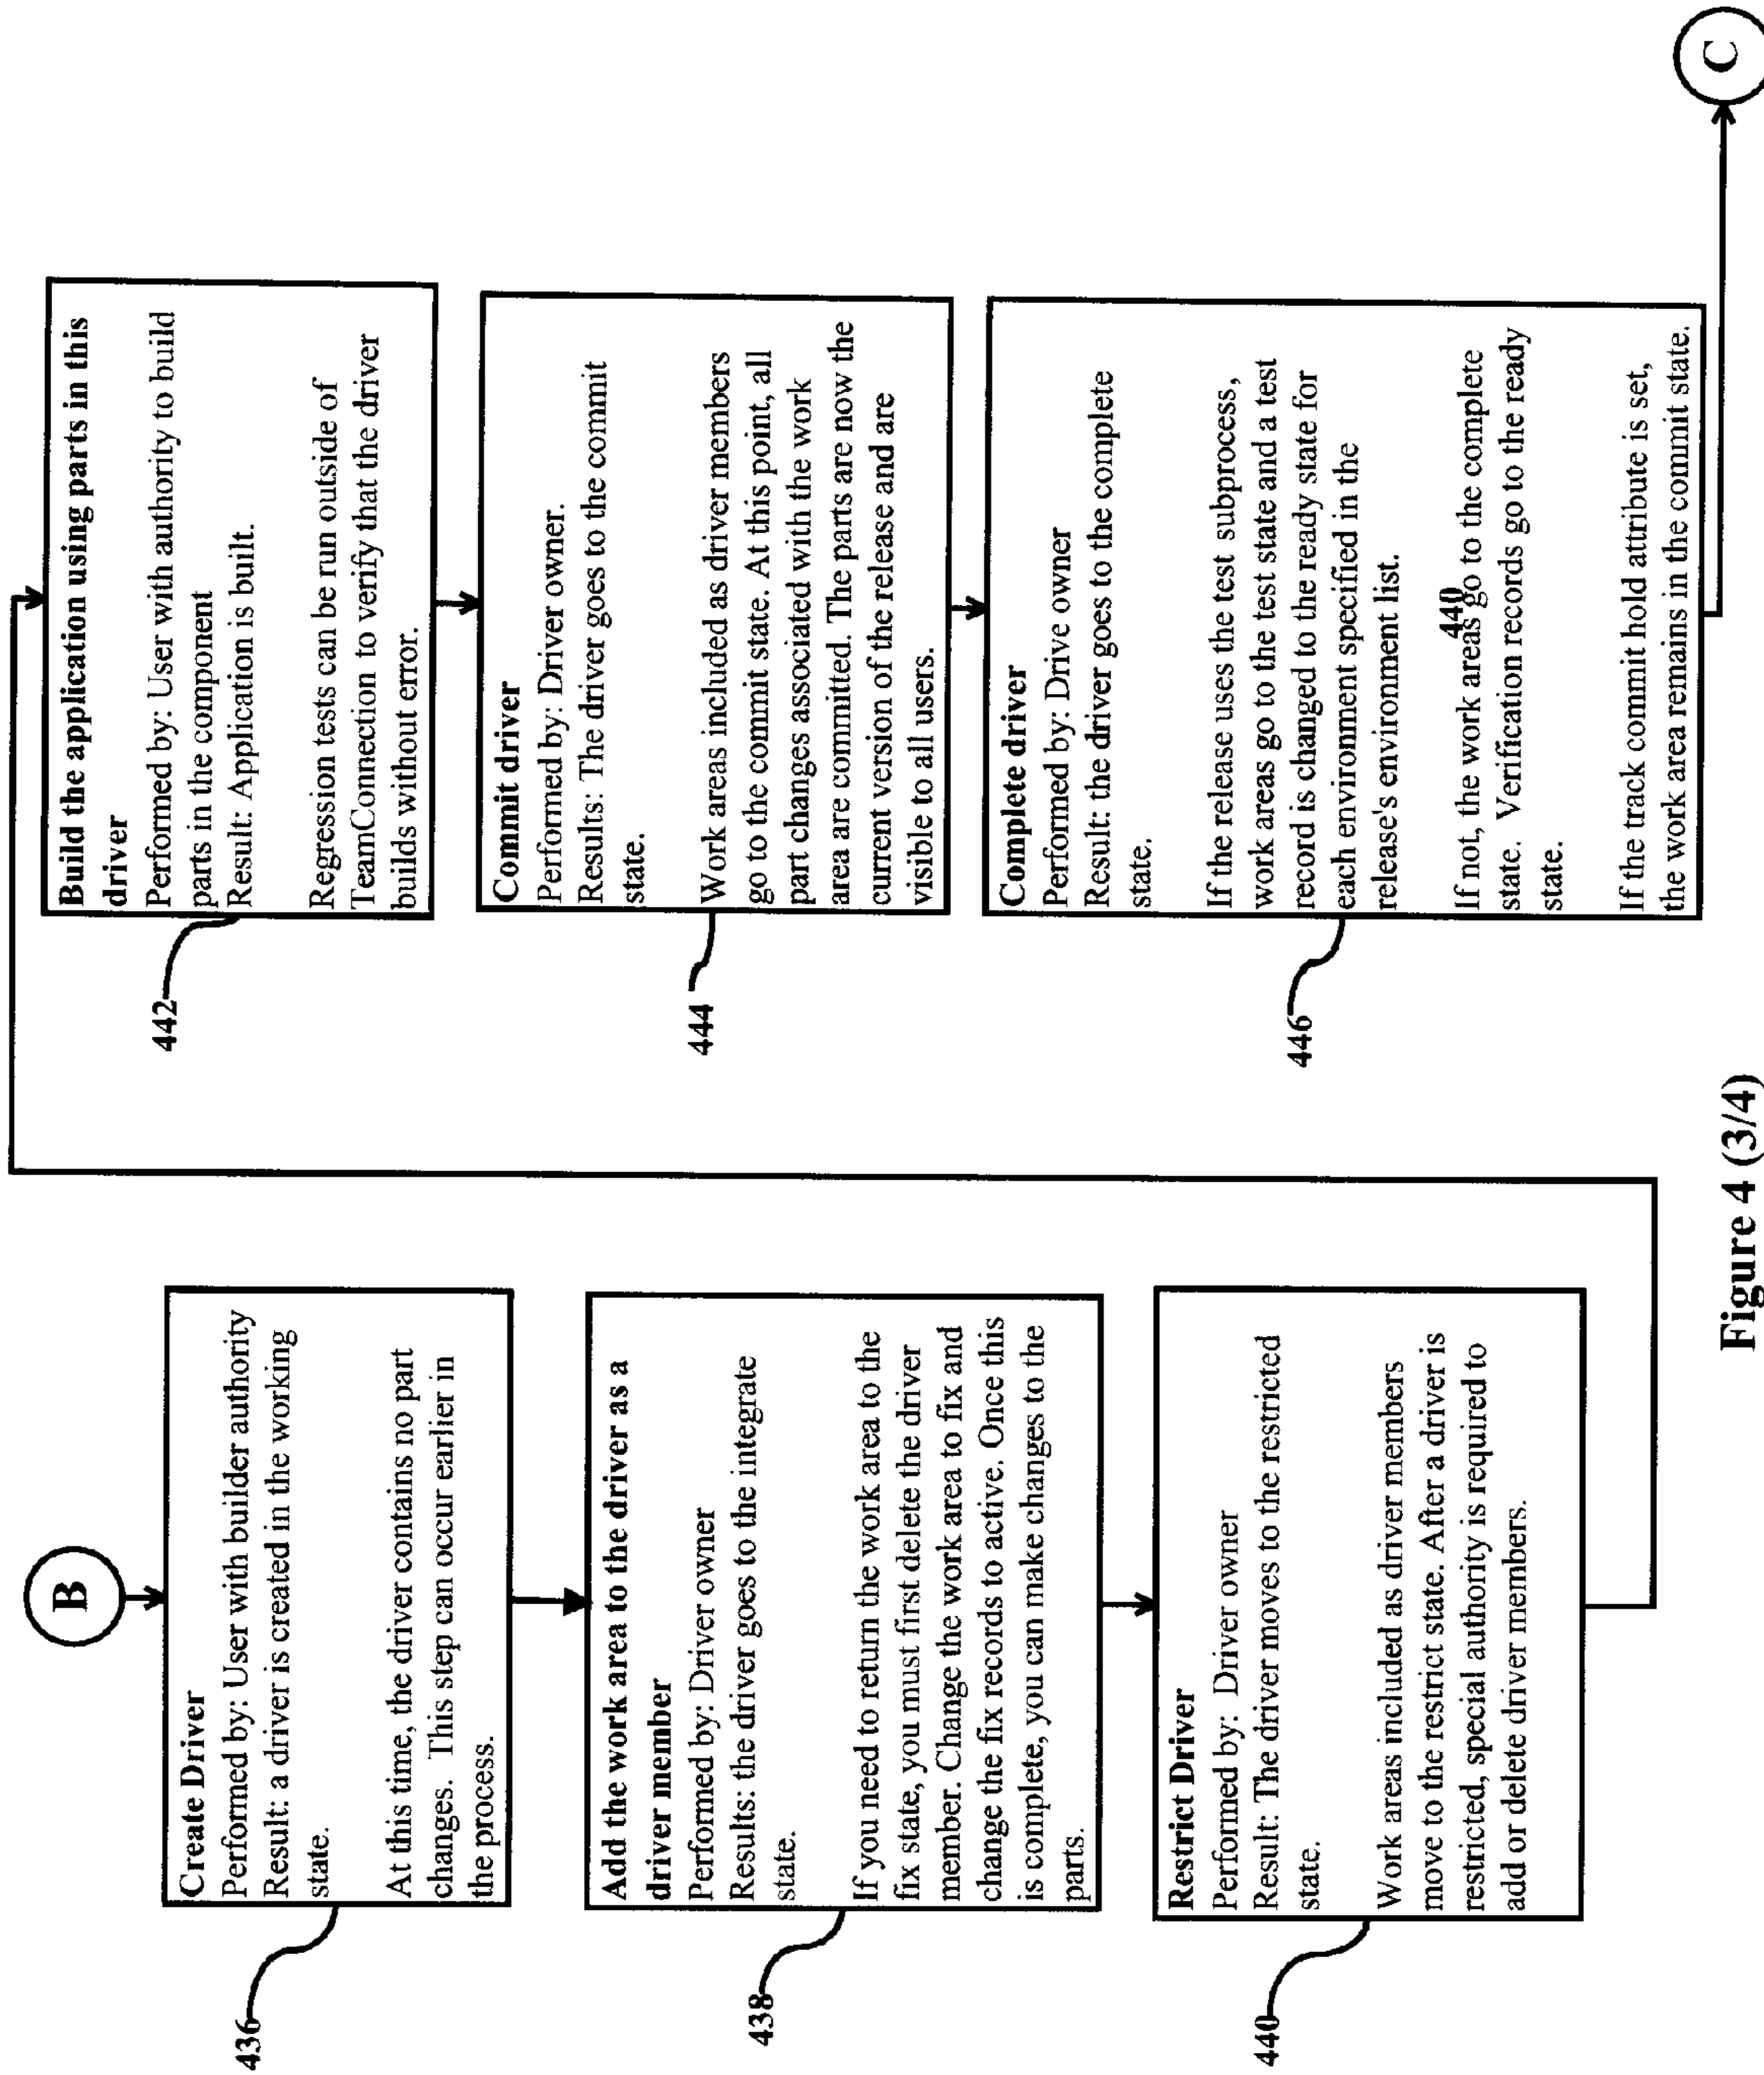 B
Create Driver
Performed by: User with builder authority
Result: a driver is created in the working
state.
At this time, the driver contains no part
changes. This step can occur earlier in
the process.
436
Add the work area to the driver as a
driver member
Performed by: Driver owner
Results: the driver goes to the integrate
state.
If you need to return the work area to the
fix state, you must first delete the driver
member. Change the work area to fix and
change the fix records to active. Once this
is complete, you can make changes to the
parts.
438
Restrict Driver
Performed by: Driver owner
Result: The driver moves to the restricted
state.
Work areas included as driver members
move to the restrict state. After a driver is
restricted, special authority is required to
add or delete driver members.
440
Build the application using parts in this
driver
Performed by: User with authority to build
parts in the component
Result: Application is built.
Regression tests can be run outside of
TeamConnection to verify that the driver
builds without error.
442
Commit driver
Performed by: Driver owner.
Results: The driver goes to the commit
state.
Work areas included as driver members
go to the commit state. At this point, all
part changes associated with the work
area are committed. The parts are now the
current version of the release and are
visible to all users.
444
Complete driver
Performed by: Drive owner
Result: the driver goes to the complete
state.
If the release uses the test subprocess,
work areas go to the test state and a test
record is changed to the ready state for
each environment specified in the
release's environment list.
440
If not, the work areas go to the complete
state. Verification records go to the ready
state.
If the track commit hold attribute is set,
the work area remains in the commit state.
446
C
Figure 4 (3/4)